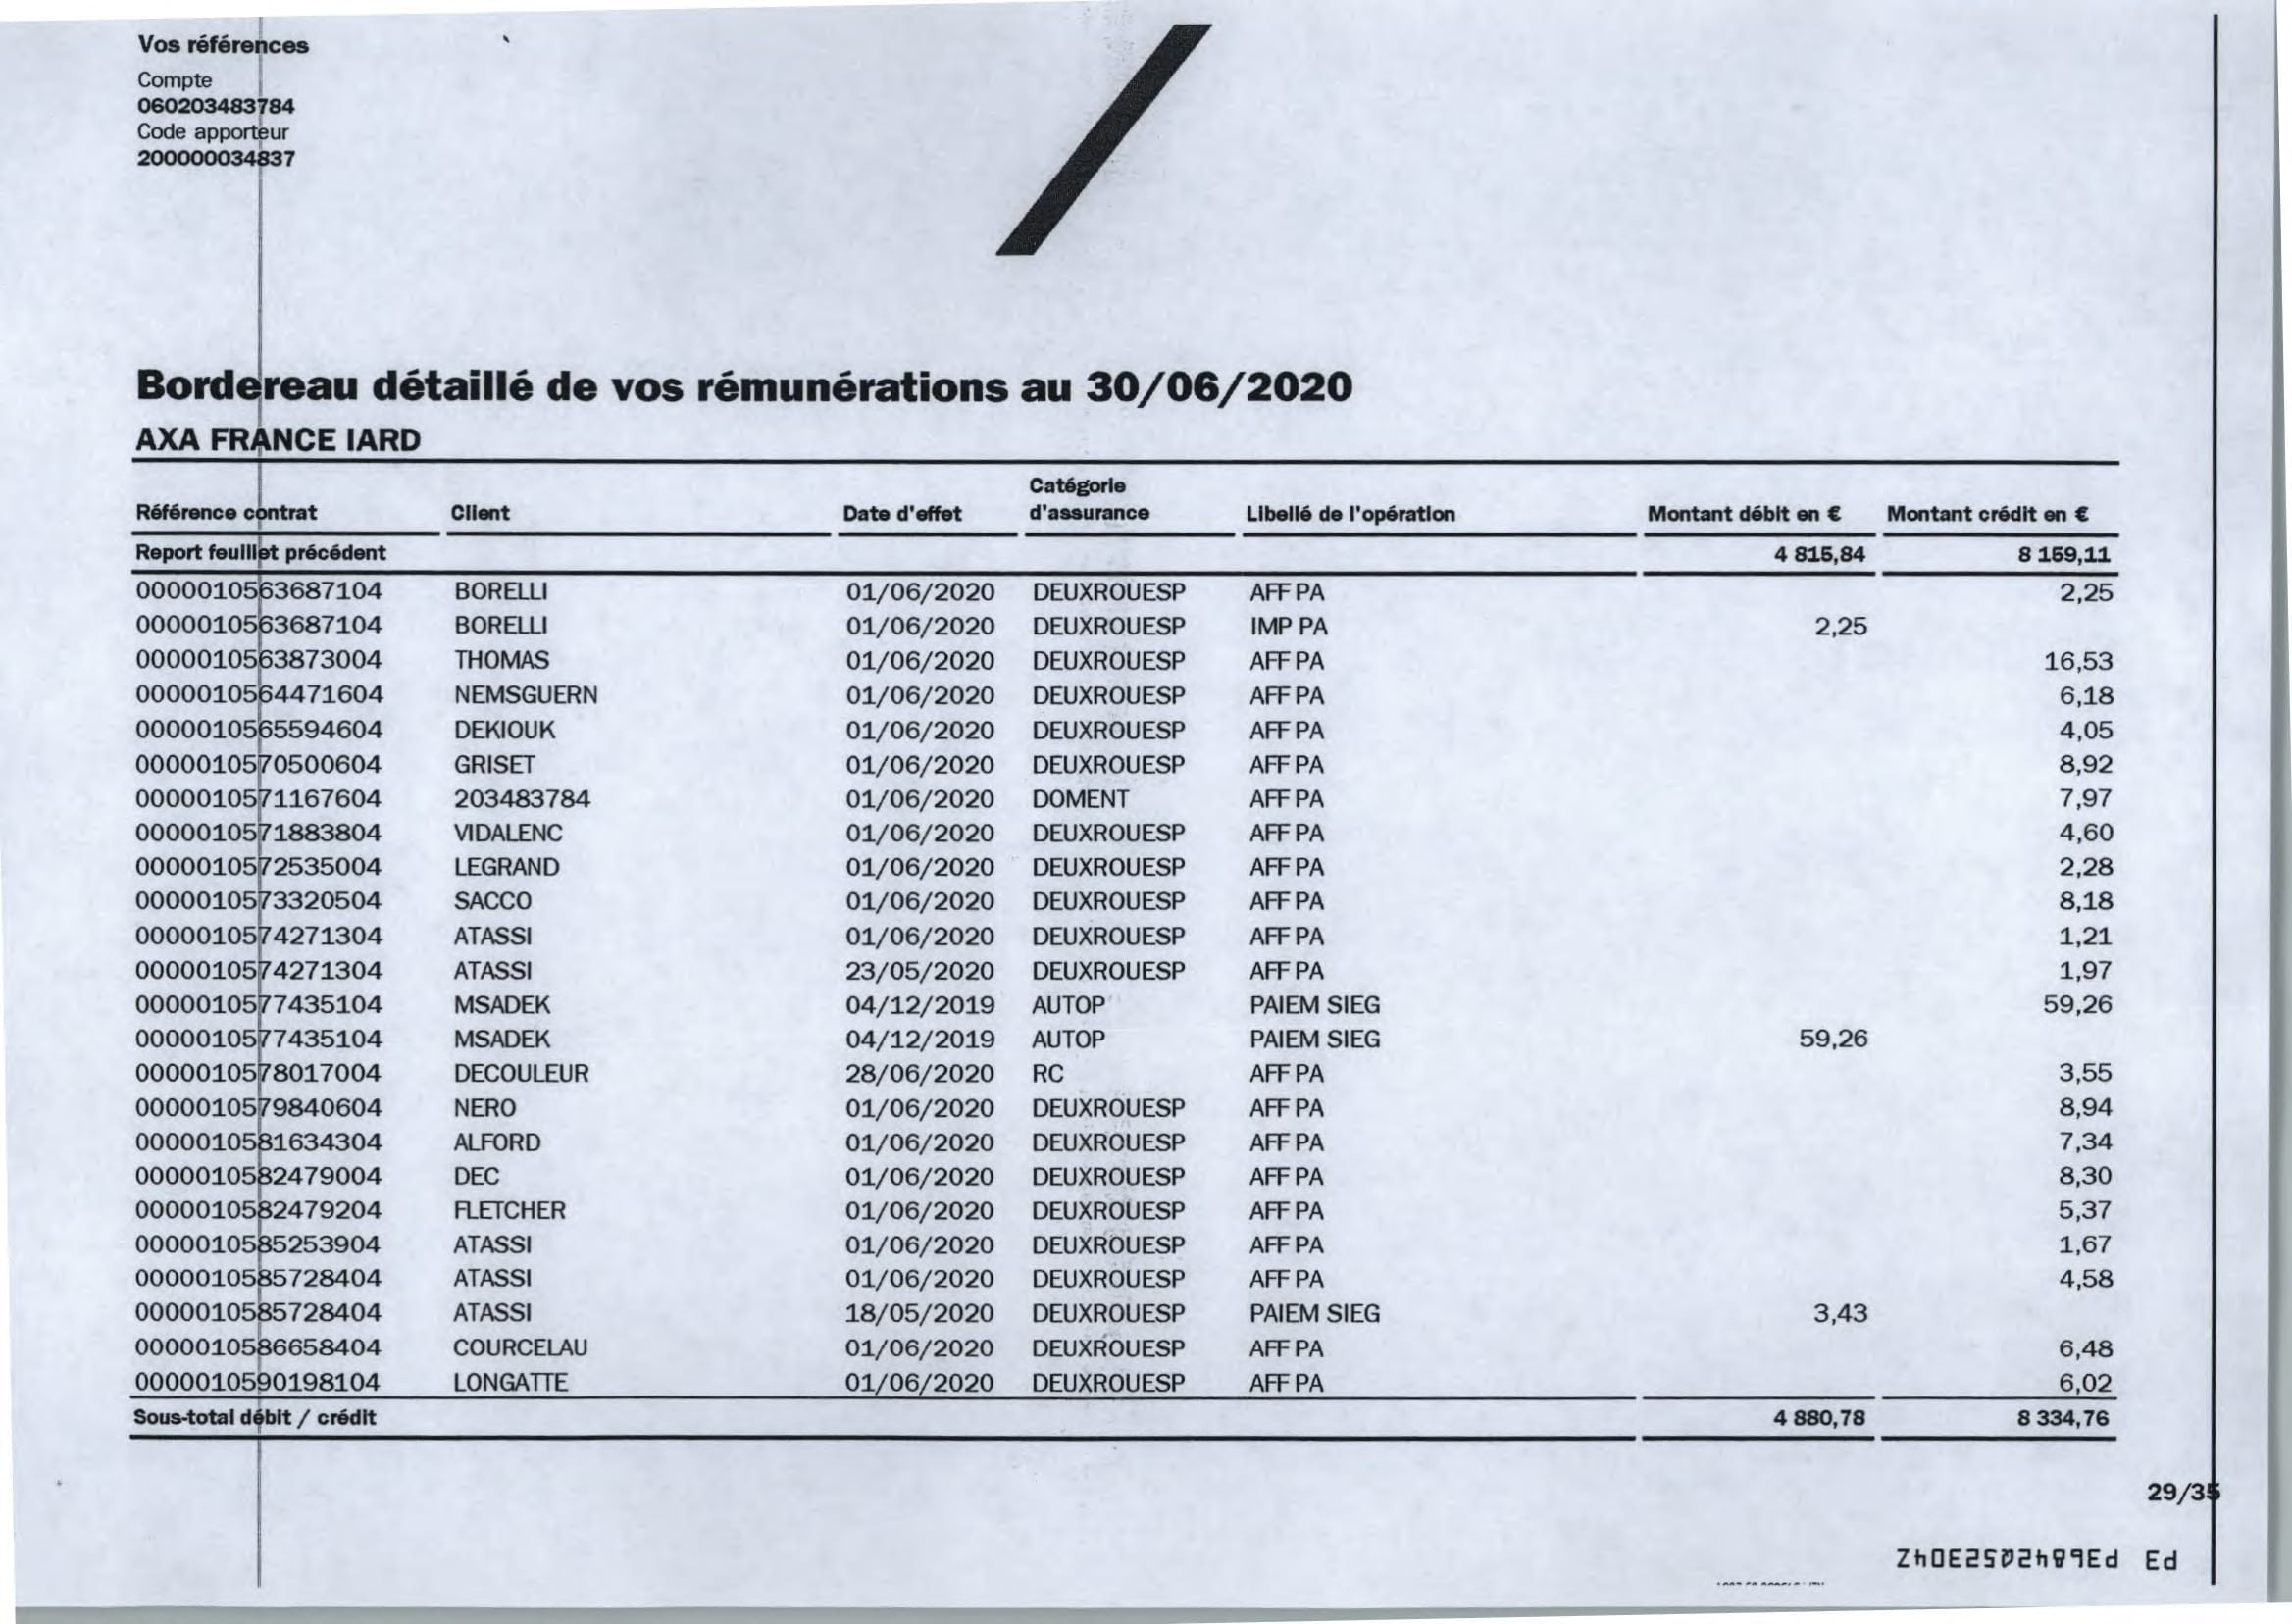 Vos références
Compte
060203483784
Code apporteur
200000034837
Bordereau détaillé de vos rémunérations au 30/06/2020
AXA FRANCE IARD
Référence contrat Client Date d'effet Catégorie d'assurance Libellé de l'opération Montant débit en € Montant crédit en €
Report feuillet précédent 4 815,84 8 159,11
0000010563687104 BORELLI 01/06/2020 DEUXROUESP AFF PA 2,25
0000010563687104 BORELLI 01/06/2020 DEUXROUESP IMP PA 2,25
0000010563873004 THOMAS 01/06/2020 DEUXROUESP AFF PA 16,53
0000010564471604 NEMSGUERN 01/06/2020 DEUXROUESP AFF PA 6,18
0000010565594604 DEKIOUK 01/06/2020 DEUXROUESP AFF PA 4,05
0000010570500604 GRISET 01/06/2020 DEUXROUESP AFF PA 8,92
0000010571167604 203483784 01/06/2020 DOMENT AFF PA 7,97
0000010571883804 VIDALENC 01/06/2020 DEUXROUESP AFF PA 4,60
0000010572535004 LEGRAND 01/06/2020 DEUXROUESP AFF PA 2,28
0000010573320504 SACCO 01/06/2020 DEUXROUESP AFF PA 8,18
0000010574271304 ATASSI 01/06/2020 DEUXROUESP AFF PA 1,21
0000010574271304 ATASSI 23/05/2020 DEUXROUESP AFF PA 1,97
0000010577435104 MSADEK 04/12/2019 AUTOP PAIEM SIEG 59,26
0000010577435104 MSADEK 04/12/2019 AUTOP PAIEM SIEG 59,26
0000010578017004 DECOULEUR 28/06/2020 RC AFF PA 3,55
0000010579840604 NERO 01/06/2020 DEUXROUESP AFF PA 8,94
0000010581634304 ALFORD 01/06/2020 DEUXROUESP AFF PA 7,34
0000010582479004 DEC 01/06/2020 DEUXROUESP AFF PA 8,30
0000010582479204 FLETCHER 01/06/2020 DEUXROUESP AFF PA 5,37
0000010585253904 ATASSI 01/06/2020 DEUXROUESP AFF PA 1,67
0000010585728404 ATASSI 01/06/2020 DEUXROUESP AFF PA 4,58
0000010585728404 ATASSI 18/05/2020 DEUXROUESP PAIEM SIEG 3,43
0000010586658404 COURCELAU 01/06/2020 DEUXROUESP AFF PA 6,48
0000010590198104 LONGATTE 01/06/2020 DEUXROUESP AFF PA 6,02
Sous-total débit / crédit 4 880,78 8 334,76
29/35